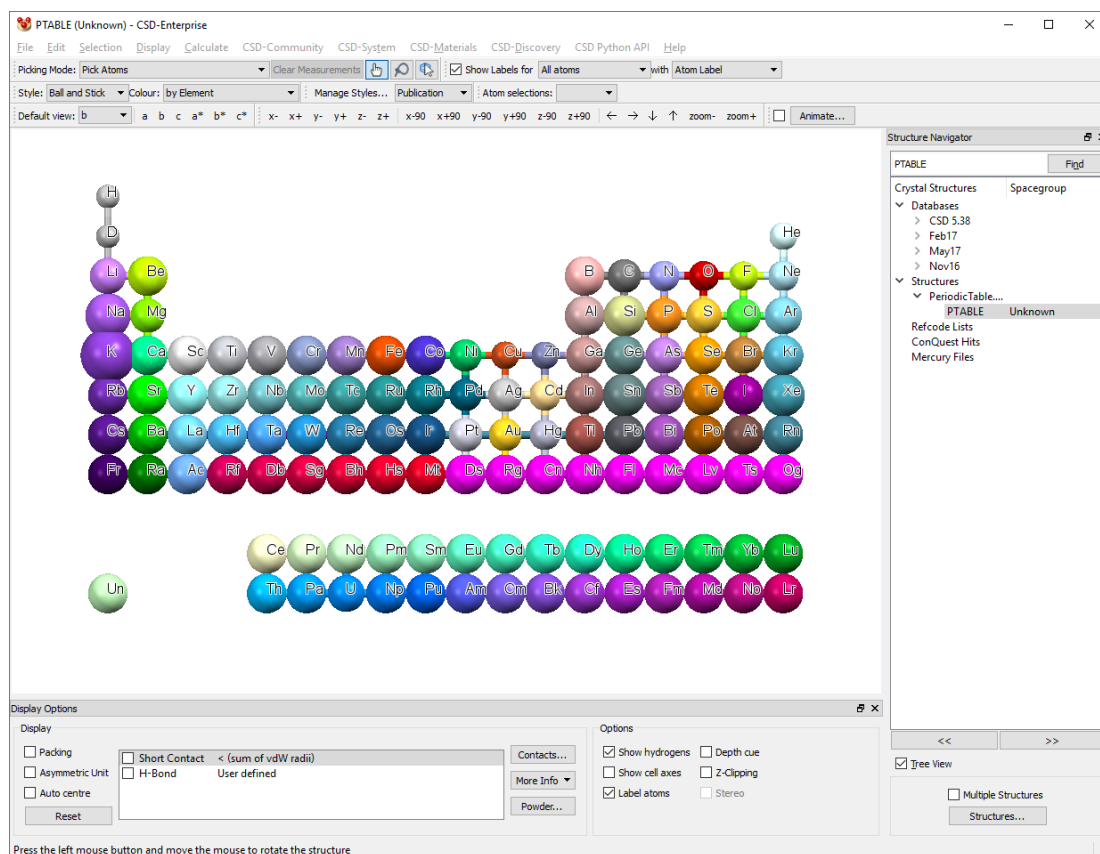 PTABLE (Unknown) - CSD-Enterprise
File Edit Selection Display Calculate CSD-Community CSD-System CSD-Materials CSD-Discovery CSD Python API Help
Picking Mode: Pick Atoms Clear Measurements Show Labels for All atoms with Atom Label
Style: Ball and Stick Colour: by Element Manage Styles... Publication Atom selections:
Default view: b a b c a* b* c* x- x+ y- y+ z- z+ x-90 x+90 y-90 y+90 z-90 z+90 ← → ↓ ↑ zoom- zoom+ Animate...
Structure Navigator
PTABLE Find
Crystal Structures Spacegroup
Databases
CSD 5.38
Feb17
May17
Nov16
Structures
PeriodicTable....
PTABLE Unknown
Refcode Lists
ConQuest Hits
Mercury Files
H
D He
Li Be B C N O F Ne
Na Mg Al Si P S Cl Ar
K Ca Sc Ti V Cr Mn Fe Co Ni Cu Zn Ga Ge As Se Br Kr
Rb Sr Y Zr Nb Mo Tc Ru Rh Pd Ag Cd In Sn Sb Te I Xe
Cs Ba La Hf Ta W Re Os Ir Pt Au Hg Tl Pb Bi Po At Rn
Fr Ra Ac Rf Db Sg Bh Hs Mt Ds Rg Cn Nh Fl Mc Lv Ts Og
Ce Pr Nd Pm Sm Eu Gd Tb Dy Ho Er Tm Yb Lu
Un Th Pa U Np Pu Am Cm Bk Cf Es Fm Md No Lr
<< >>
Tree View
Multiple Structures
Structures...
Display Options
Display
Packing
Asymmetric Unit
Auto centre
Reset
Short Contact < (sum of vdW radii)
H-Bond User defined
Contacts...
More Info
Powder...
Options
Show hydrogens Depth cue
Show cell axes Z-Clipping
Label atoms Stereo
Press the left mouse button and move the mouse to rotate the structure